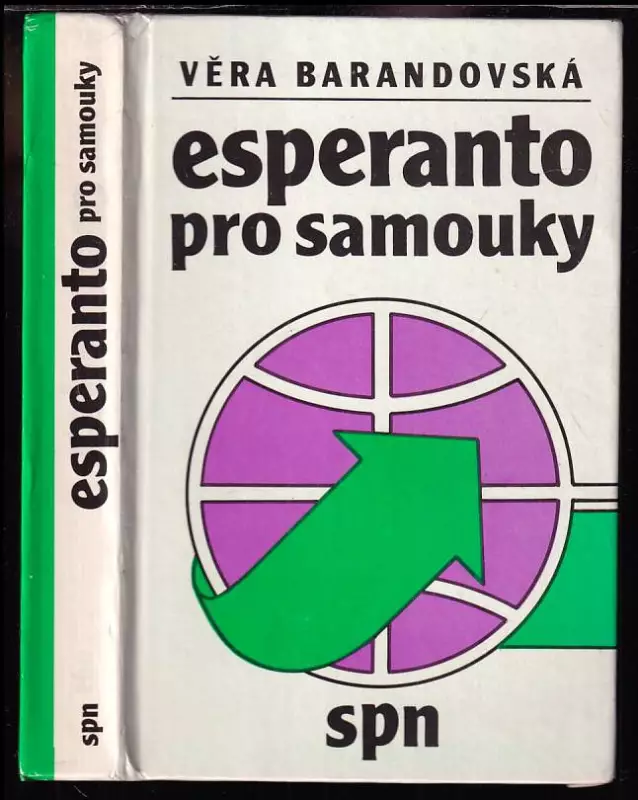 VĚRA BARANDOVSKÁ
esperanto
pro samouky
spn
esperanto pro samouky
spn